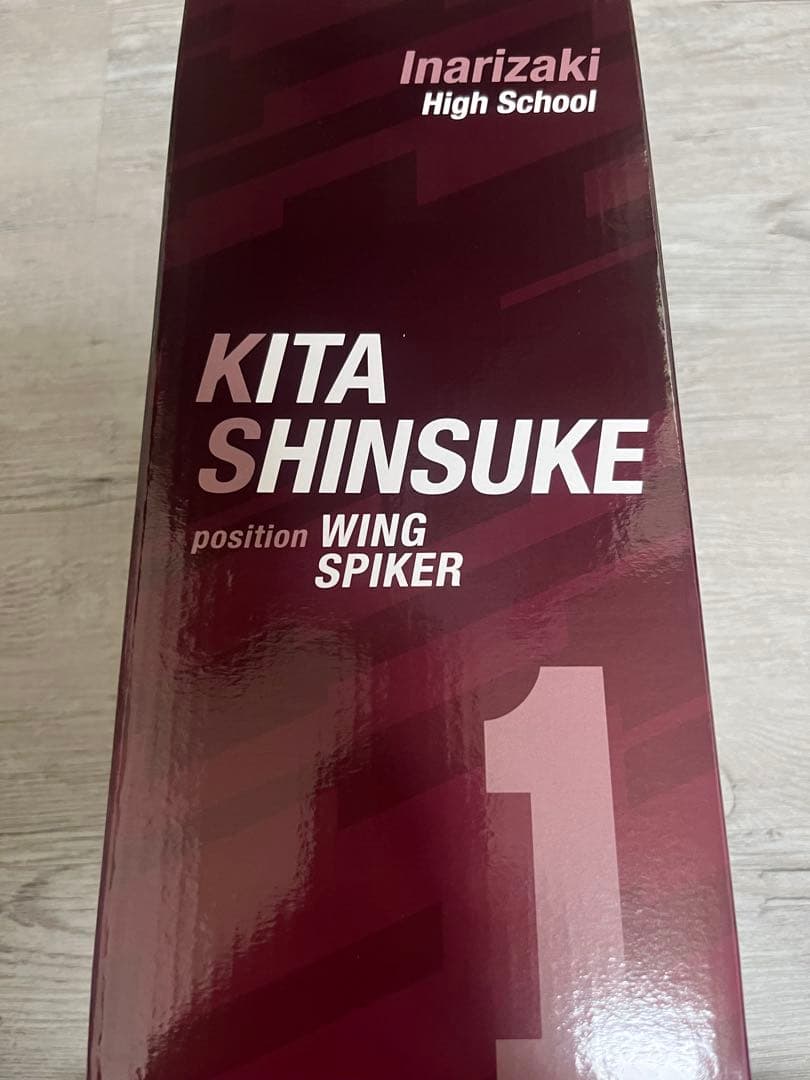 Inarizaki
High School
KITA
SHINSUKE
position WING
SPIKER
1